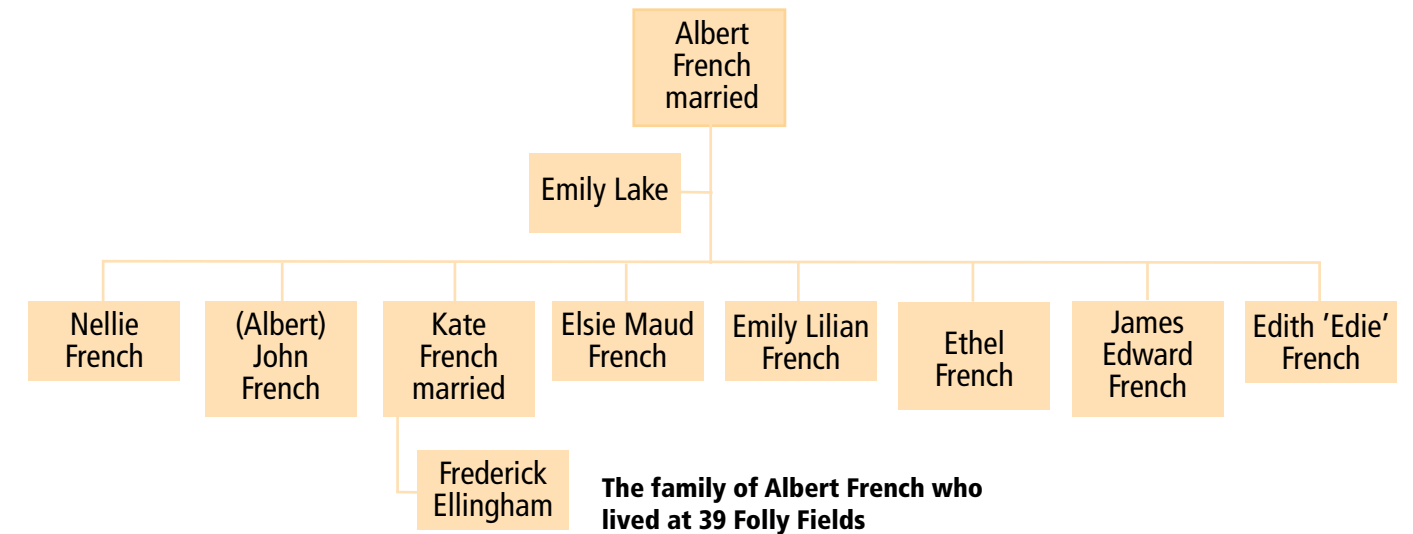 Albert
French
married
Emily Lake
Nellie
French
(Albert)
John
French
Kate
French
married
Elsie Maud
French
Emily Lilian
French
Ethel
French
James
Edward
French
Edith ’Edie’
French
Frederick
Ellingham
The family of Albert French who
lived at 39 Folly Fields